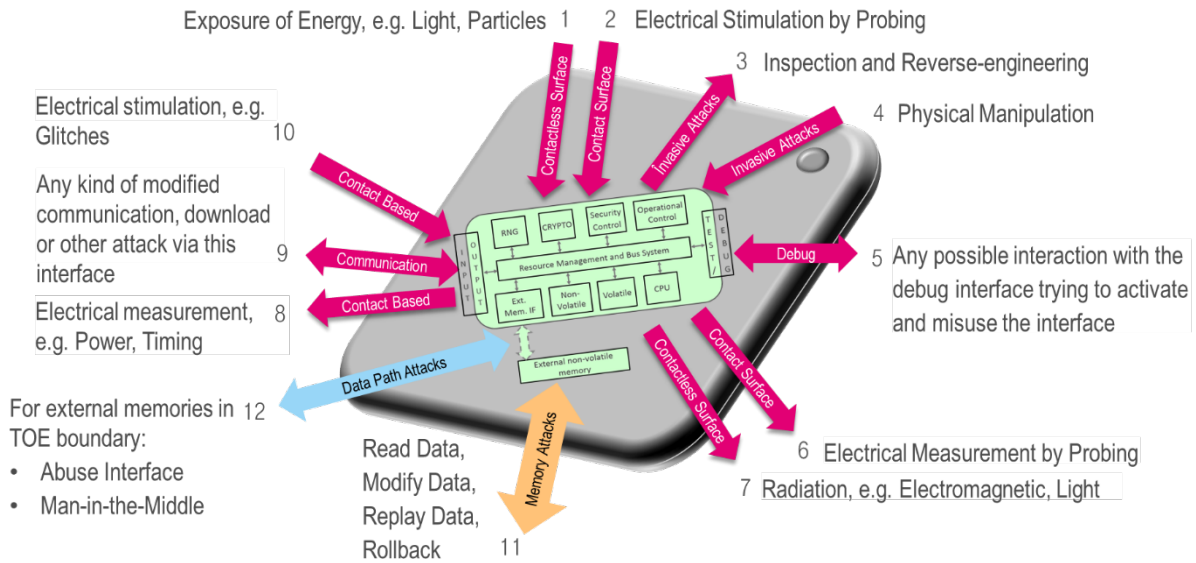 Exposure of Energy, e.g. Light, Particles
1
2
Electrical Stimulation by Probing
3
Inspection and Reverse-engineering
4
Physical Manipulation
Electrical stimulation, e.g.
Glitches
10
Any kind of modified
communication, download
or other attack via this
interface
9
Electrical measurement,
e.g. Power, Timing
8
Contactless Surface
Contact Surface
Invasive Attacks
Invasive Attacks
Contact Based
Communication
Contact Based
INPUT
OUTPUT
RNG
CRYPTO
Security
Control
Operational
Control
Resource Management and Bus System
Ext.
Mem. IF
Non-
Volatile
Volatile
CPU
TEST/
DEBUG
Debug
5
Any possible interaction with the
debug interface trying to activate
and misuse the interface
External non-volatile
memory
Data Path Attacks
Memory Attacks
Contactless Surface
Contact Surface
For external memories in
TOE boundary:
• Abuse Interface
• Man-in-the-Middle
12
Read Data,
Modify Data,
Replay Data,
Rollback
11
6
Electrical Measurement by Probing
7
Radiation, e.g. Electromagnetic, Light